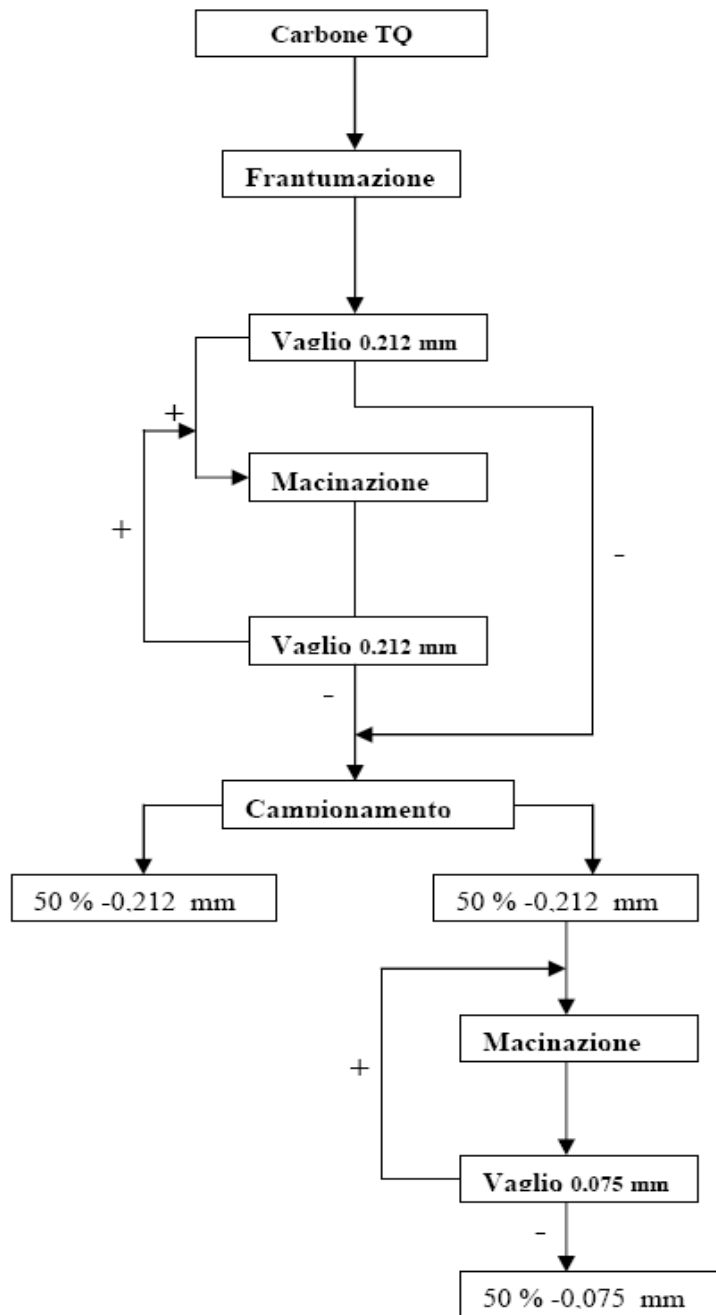 Carbone TQ
Frantumazione
Vaglio 0.212 mm
+
Macinazione
+
-
Vaglio 0.212 mm
-
Campionamento
50 % -0,212 mm
50 % -0,212 mm
Macinazione
+
Vaglio 0.075 mm
-
50 % -0,075 mm